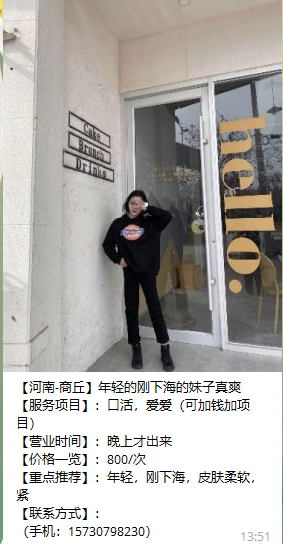 Cake
Brunch
Drinks
hello.
【河南-商丘】年轻的刚下海的妹子真爽
【服务项目】：口活，爱爱（可加钱加项
目）
【营业时间】：晚上才出来
【价格一览】：800/次
【重点推荐】：年轻，刚下海，皮肤柔软，
紧
【联系方式】：
（手机：15730798230）
13:51